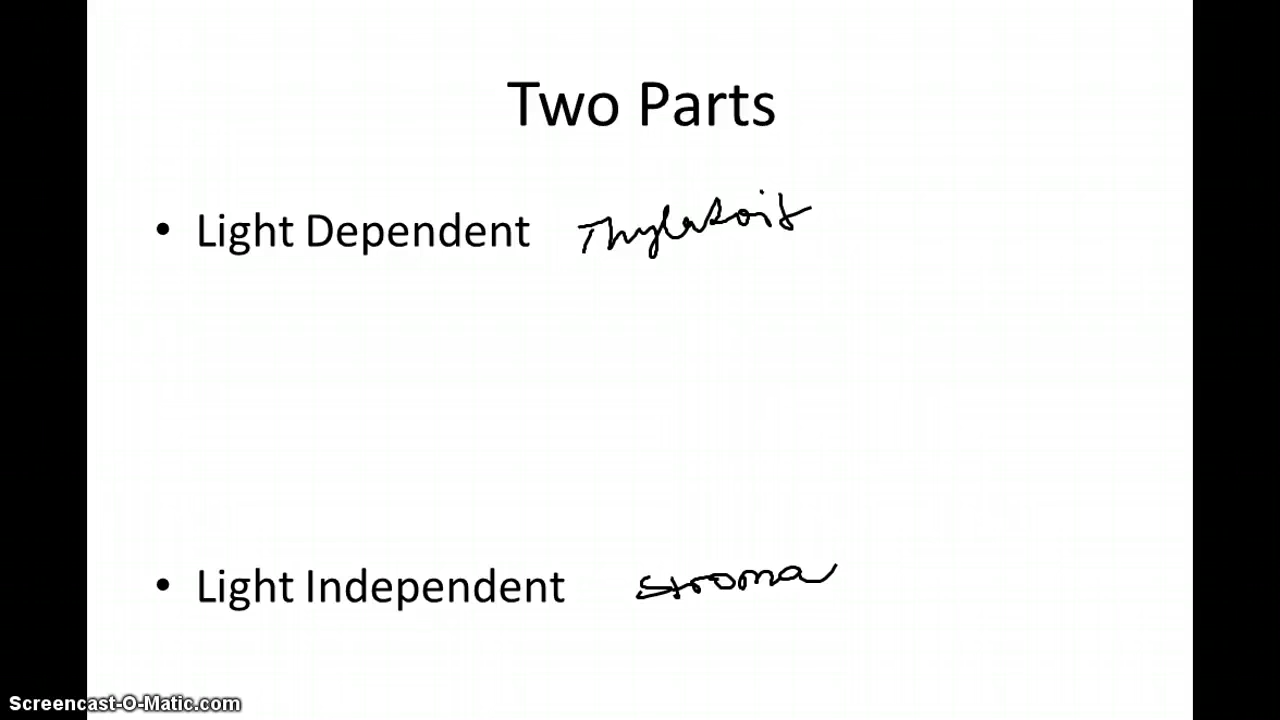 Two Parts
• Light Dependent Thylakoid
• Light Independent Stroma
Screencast-O-Matic.com